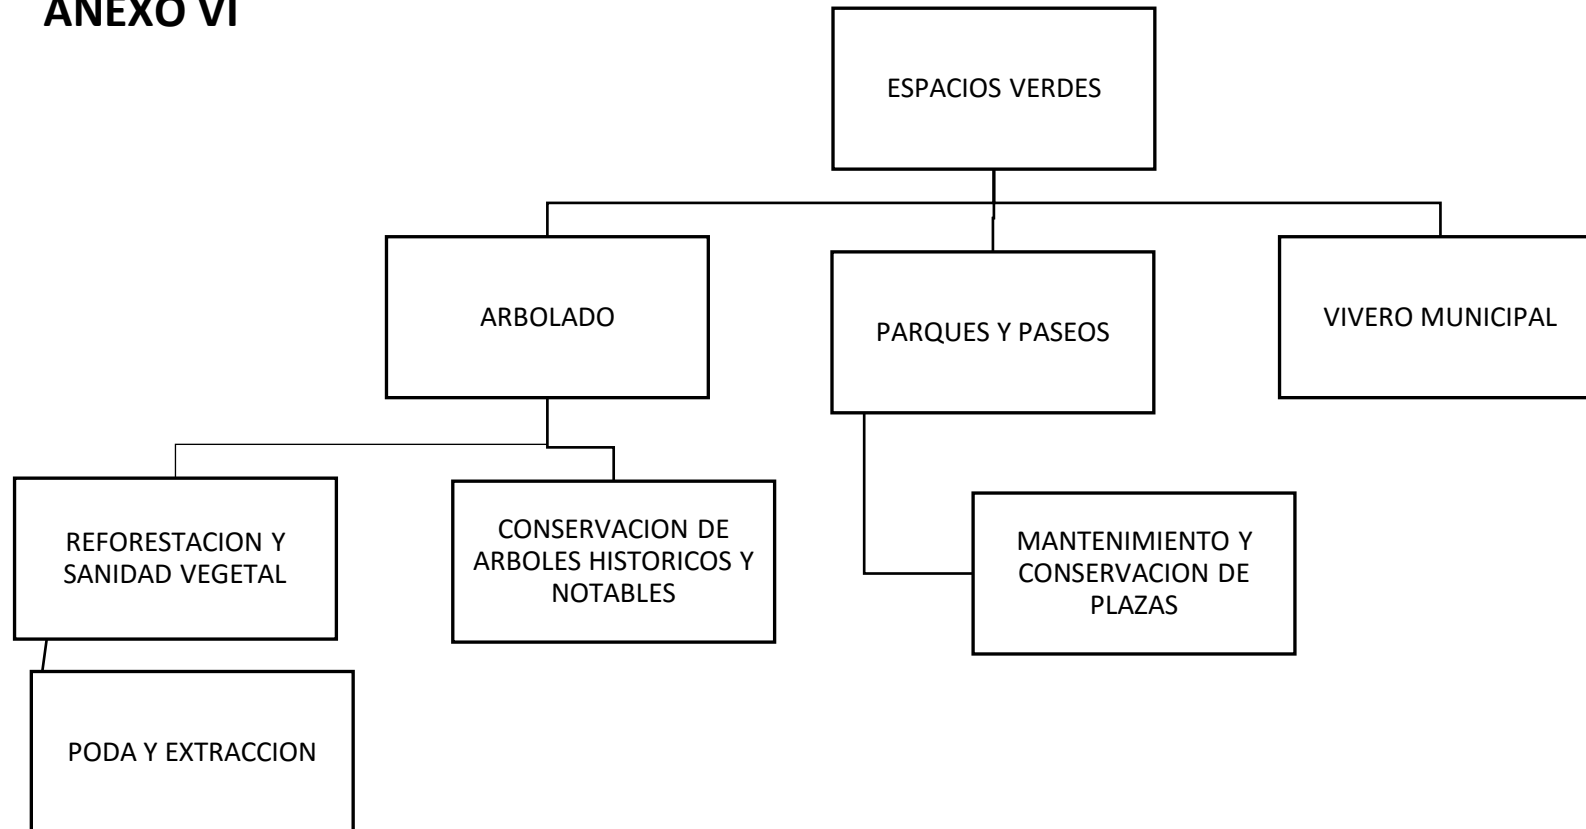 ANEXO VI
ESPACIOS VERDES
ARBOLADO
PARQUES Y PASEOS
VIVERO MUNICIPAL
REFORESTACION Y
SANIDAD VEGETAL
CONSERVACION DE
ARBOLES HISTORICOS Y
NOTABLES
MANTENIMIENTO Y
CONSERVACION DE
PLAZAS
PODA Y EXTRACCION